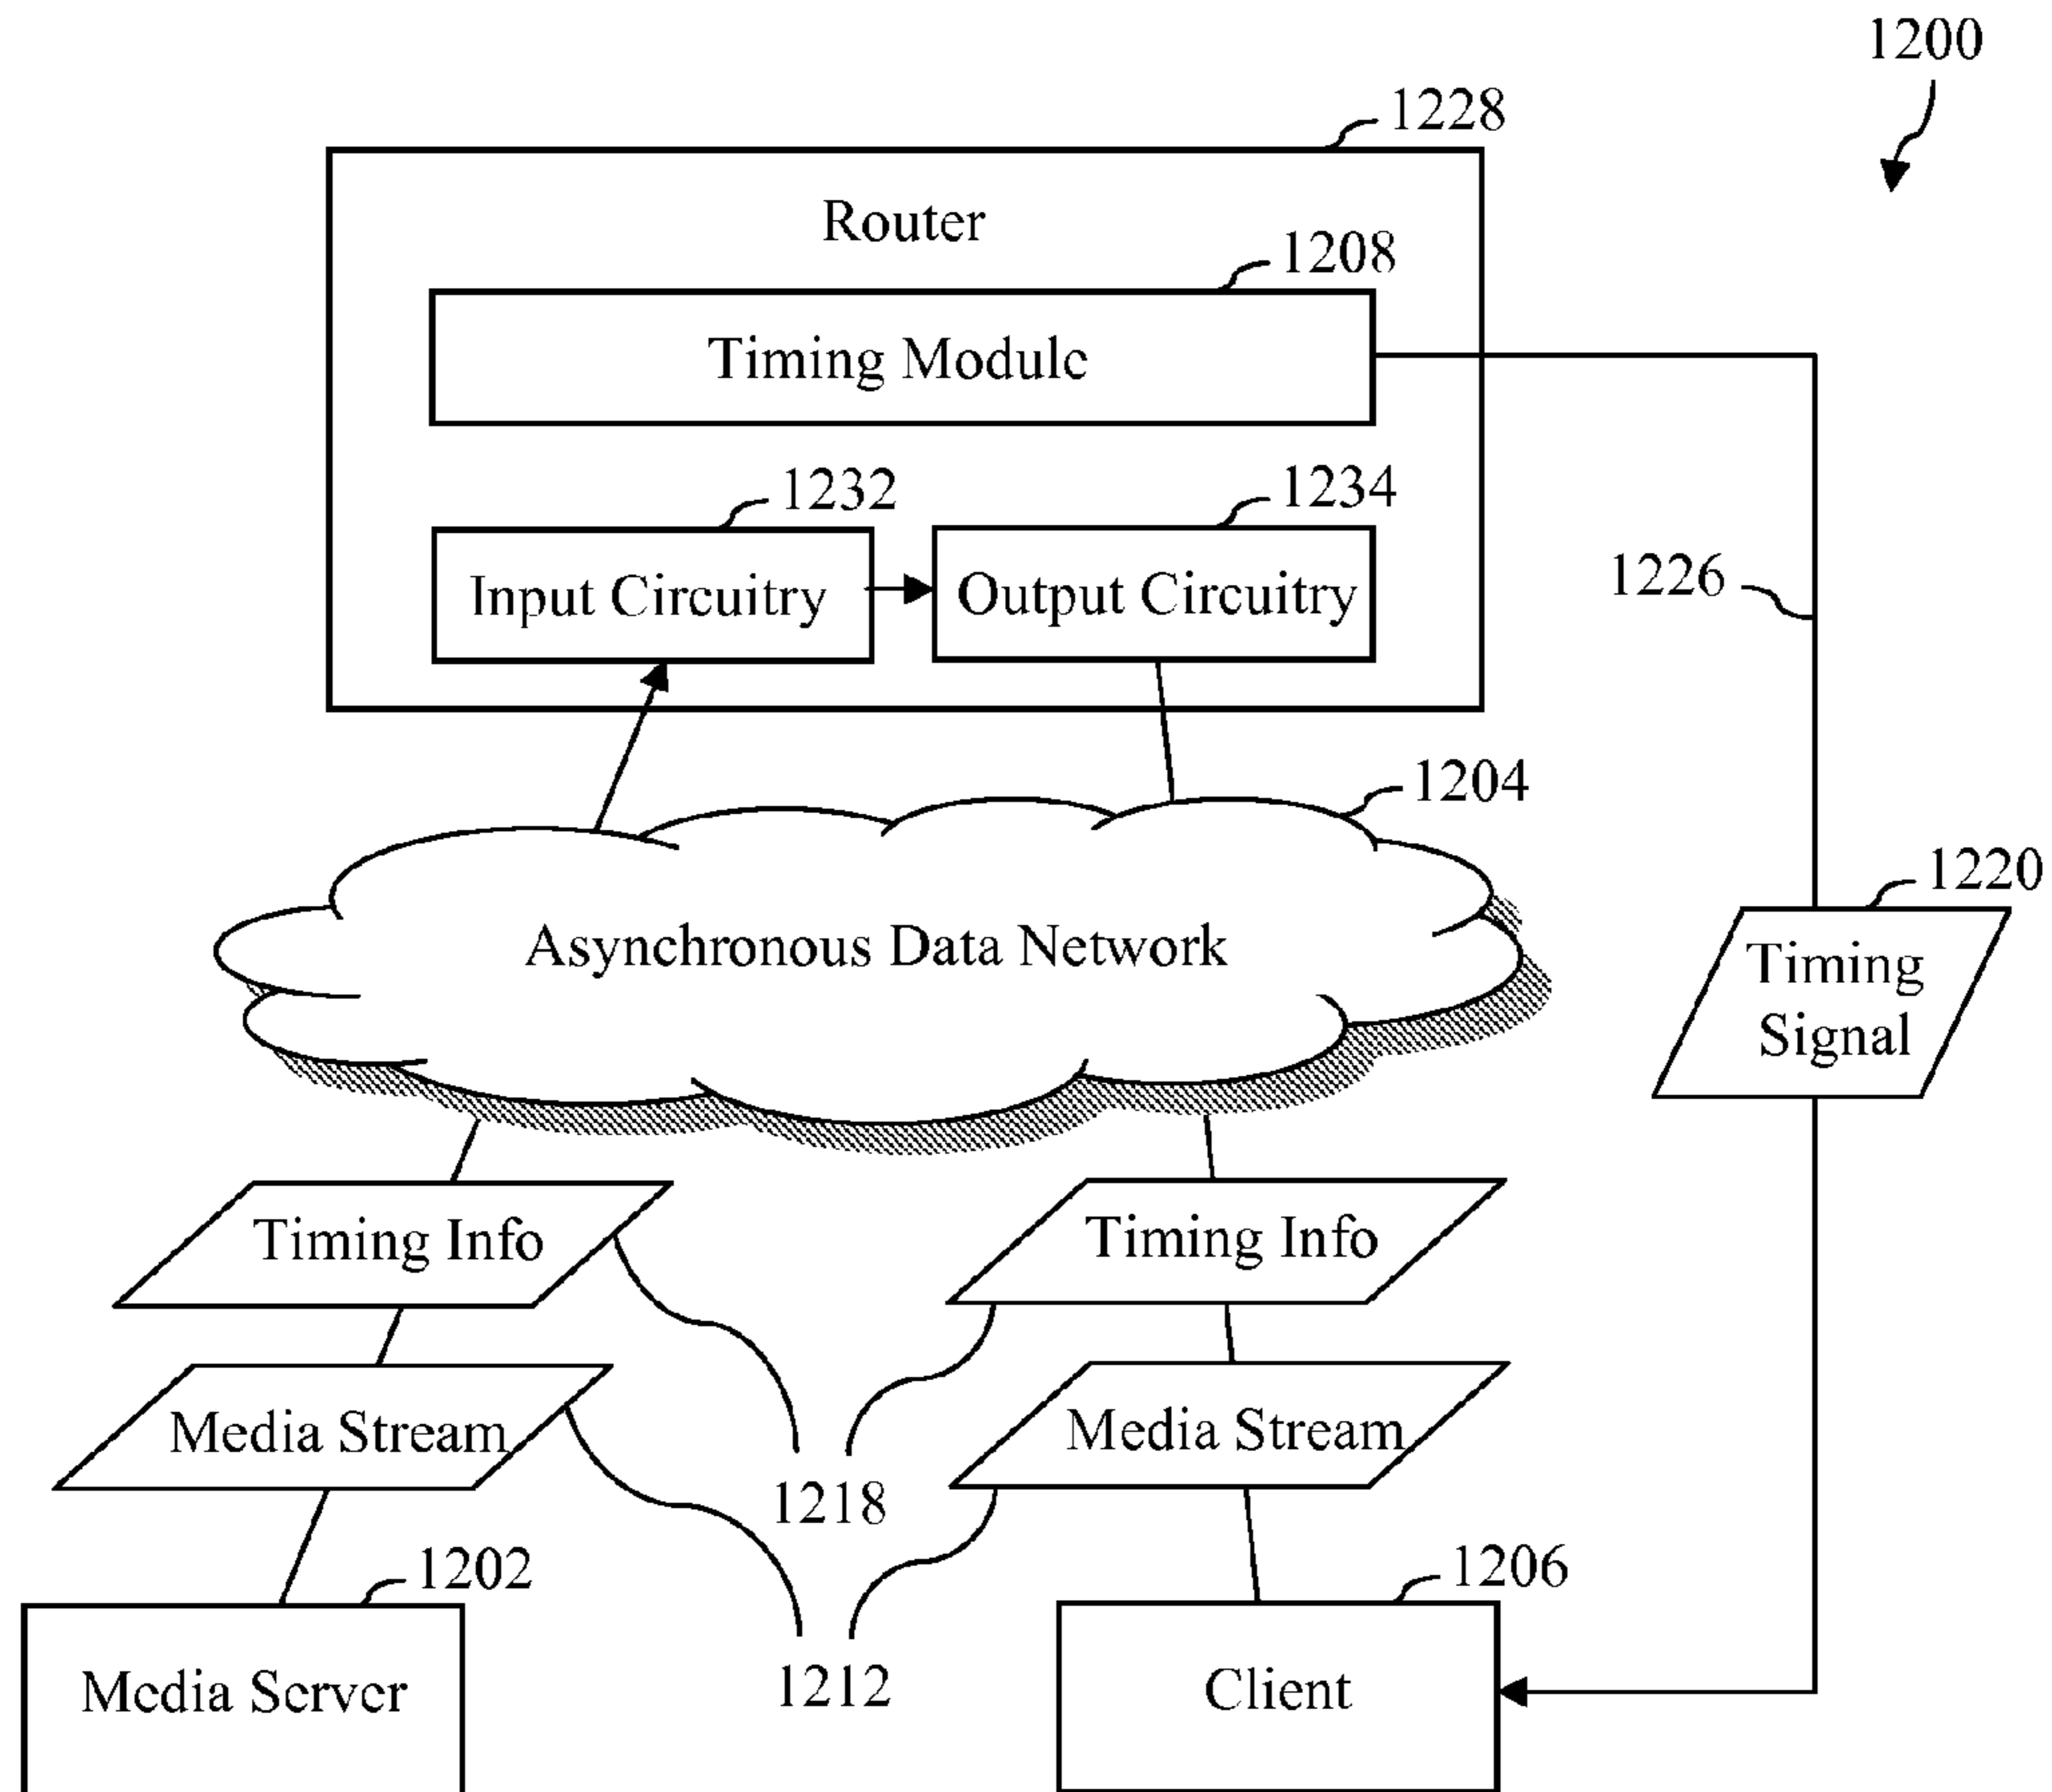 1200
1228
Router
1208
Timing Module
1232
1234
Input Circuitry
Output Circuitry
1226
1204
1220
Asynchronous Data Network
Timing
Signal
Timing Info
Timing Info
Media Stream
Media Stream
1218
1202
1206
1212
Media Server
Client